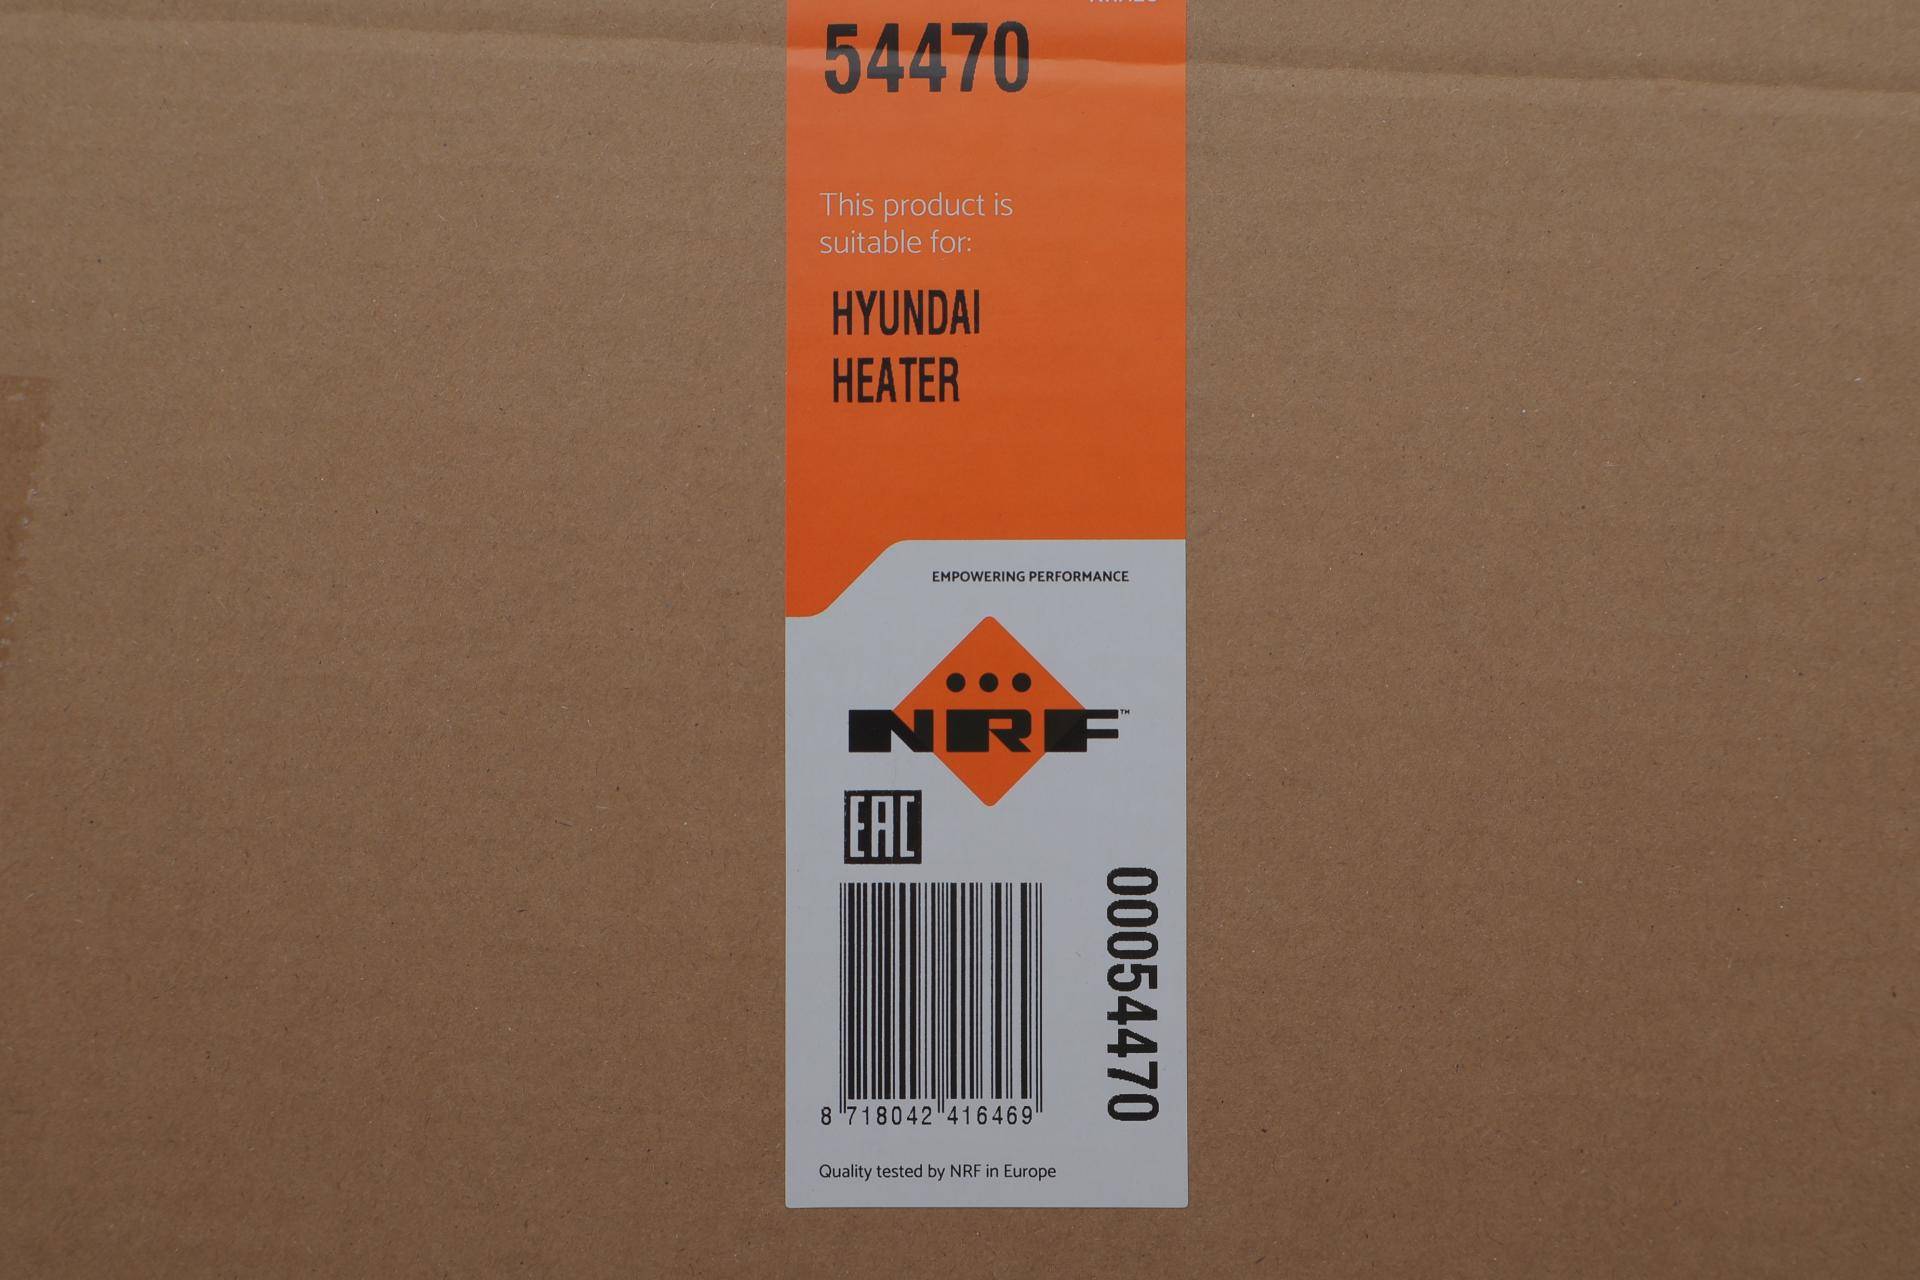 54470
This product is
suitable for:
HYUNDAI
HEATER
EMPOWERING PERFORMANCE
NRF™
EAC
00054470
8 718042 416469
Quality tested by NRF in Europe